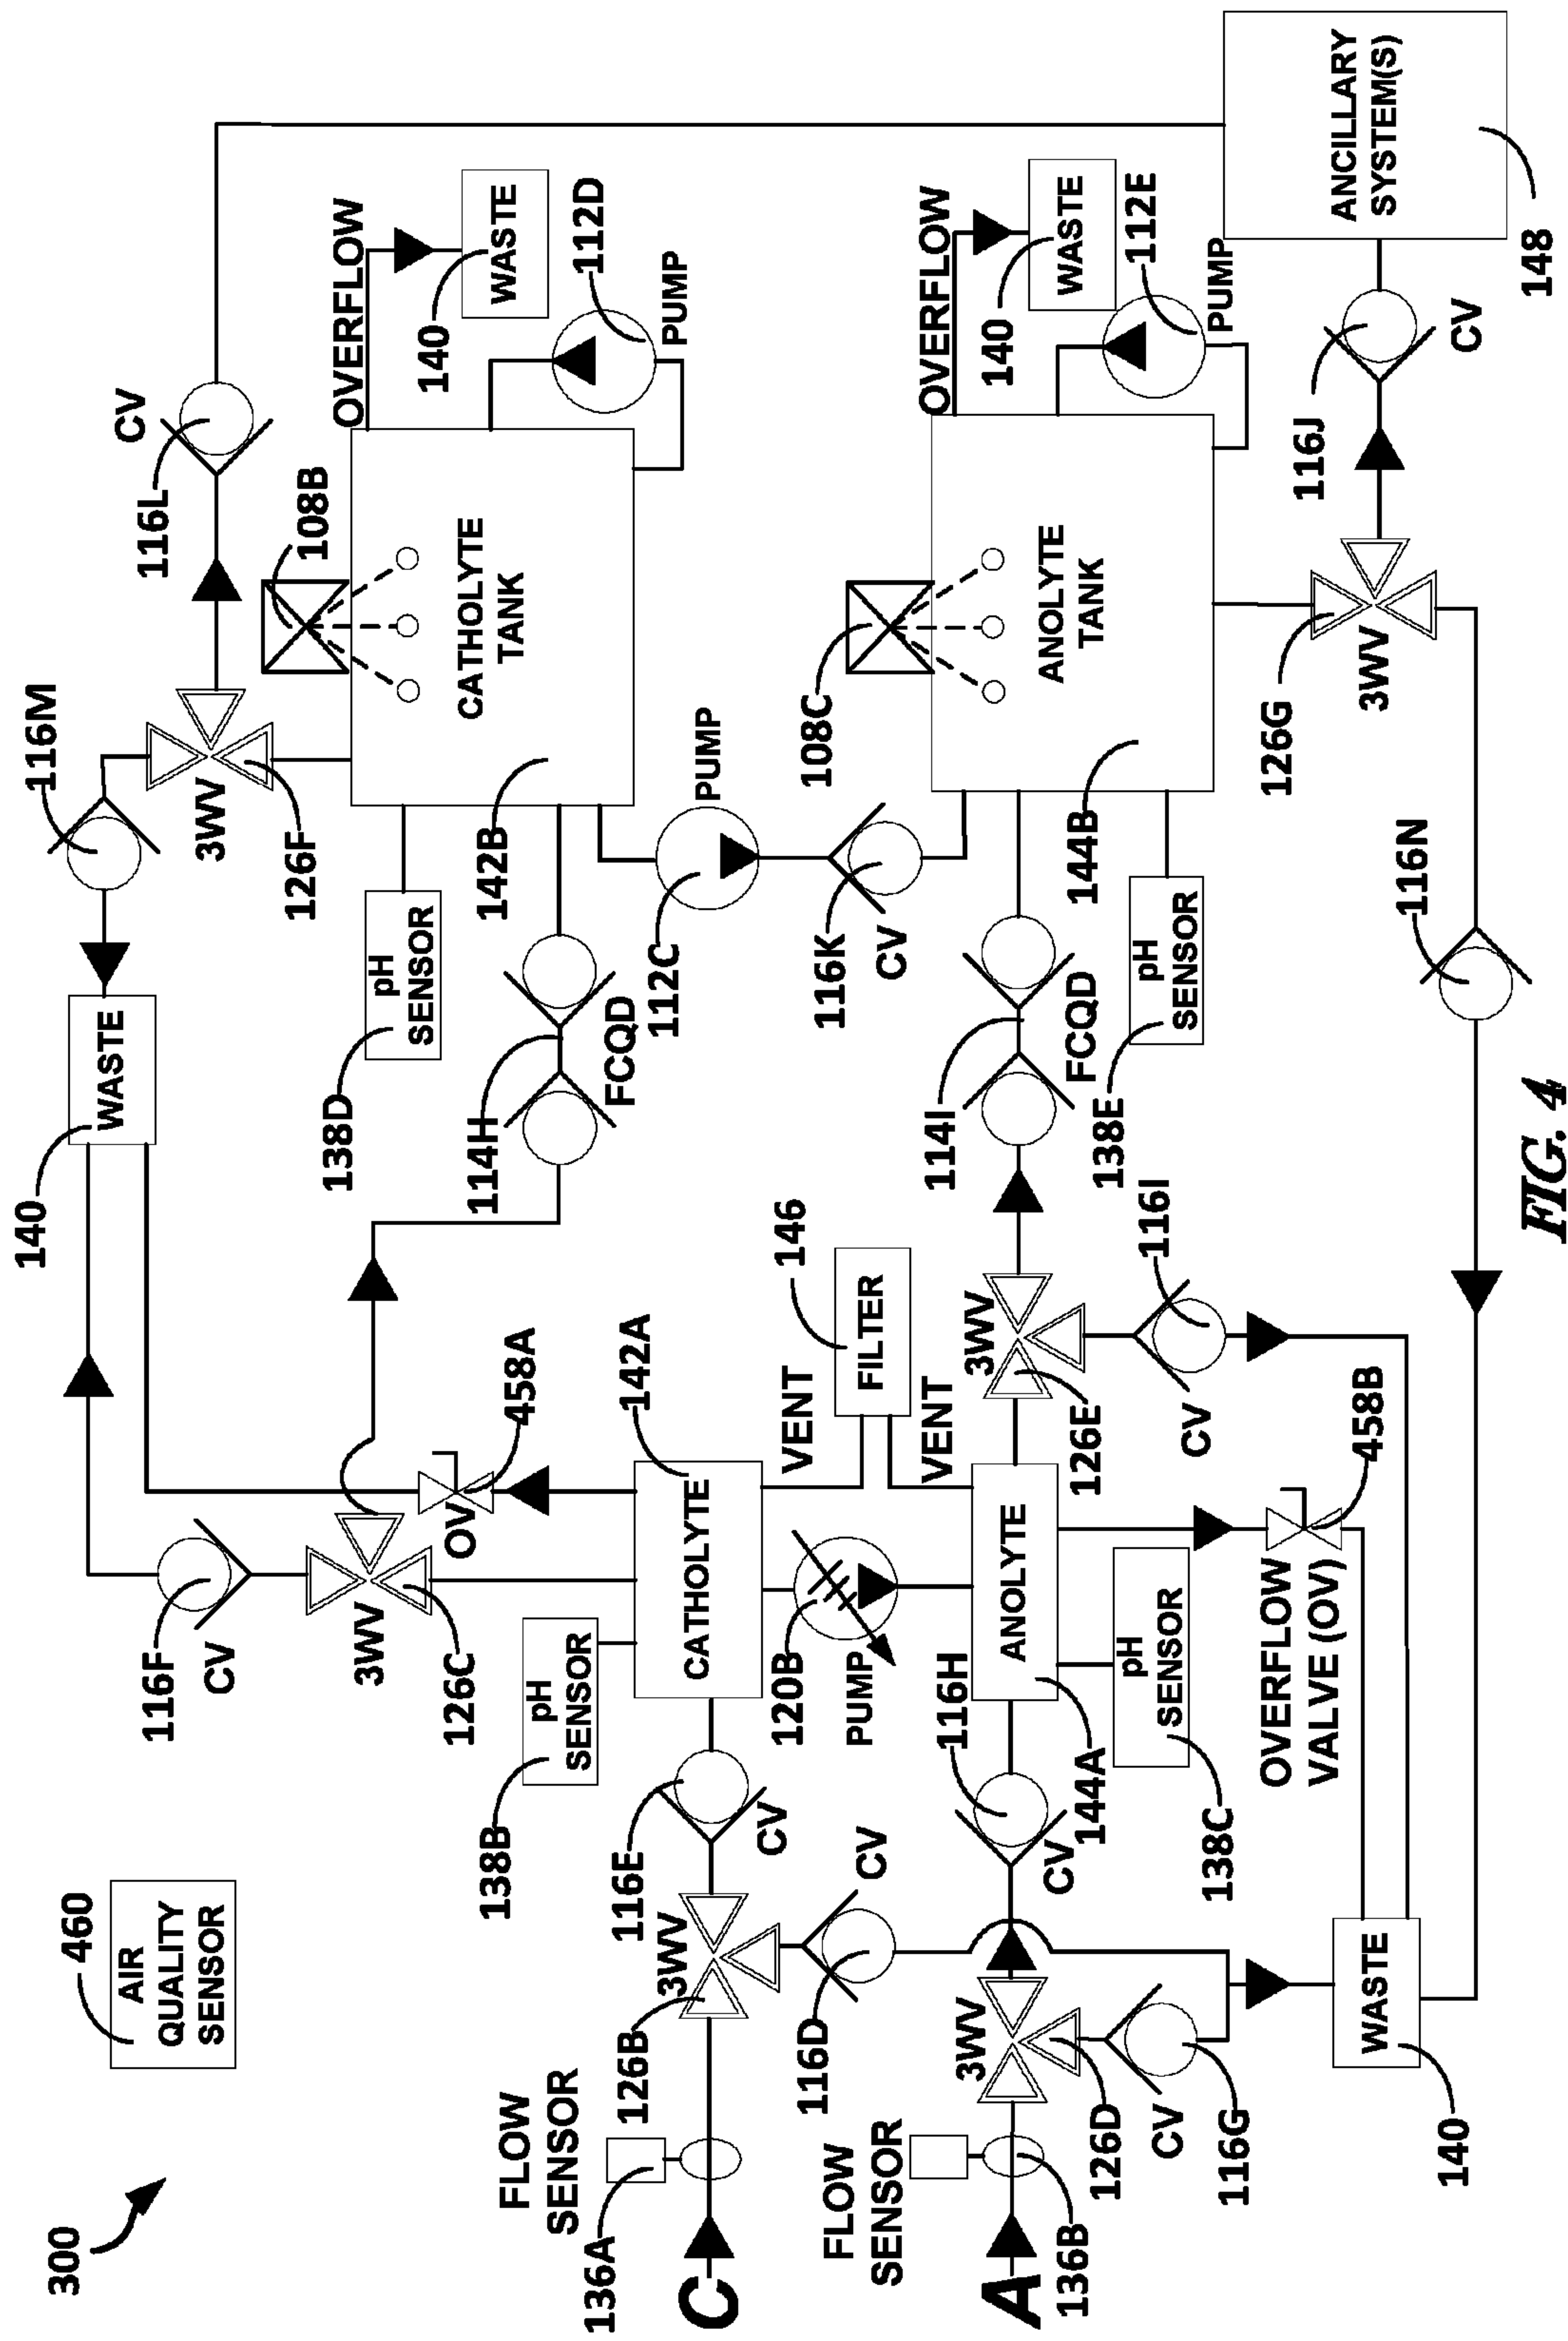 300
460
AIR
QUALITY
SENSOR
116F
CV
3WV
126C
140
WASTE
116M
3WV
126F
116L
CV
108B
OVERFLOW
140
WASTE
112D
PUMP
CATHOLYTE
TANK
142B
138D
pH
SENSOR
114H
FCQD
OV
458A
138B
pH
SENSOR
142A
CATHOLYTE
VENT
146
FILTER
VENT
120B
PUMP
112C
PUMP
116K
CV
108C
OVERFLOW
140
WASTE
112E
PUMP
ANOLYTE
TANK
144B
FLOW
SENSOR
136A
C
126B
3WV
116E
CV
116D
CV
FLOW
SENSOR
136B
A
3WV
126D
CV
116G
116H
CV
144A
ANOLYTE
138C
pH
SENSOR
3WV
126E
114I
FCQD
138E
pH
SENSOR
116I
CV
458B
OVERFLOW
VALVE (OV)
140
WASTE
126G
3WV
116N
116J
CV
ANCILLARY
SYSTEM(S)
148
FIG. 4